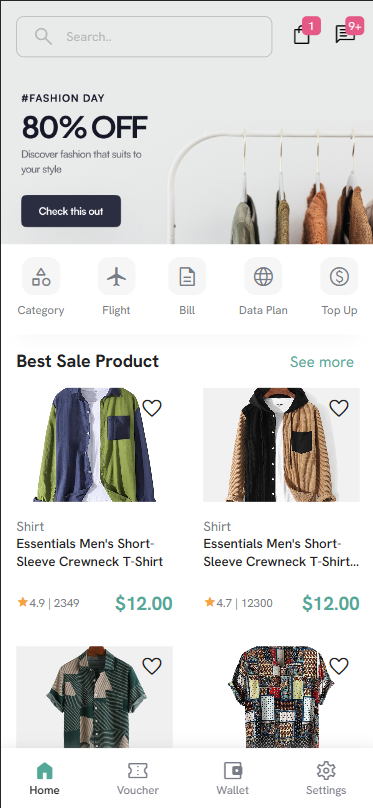 Search..
1
9+
#FASHION DAY
80% OFF
Discover fashion that suits to
your style
Check this out
Category
Flight
Bill
Data Plan
Top Up
Best Sale Product
See more
Shirt
Essentials Men's Short-
Sleeve Crewneck T-Shirt
4.9 | 2349
$12.00
Shirt
Essentials Men's Short-
Sleeve Crewneck T-Shirt...
4.7 | 12300
$12.00
Home
Voucher
Wallet
Settings